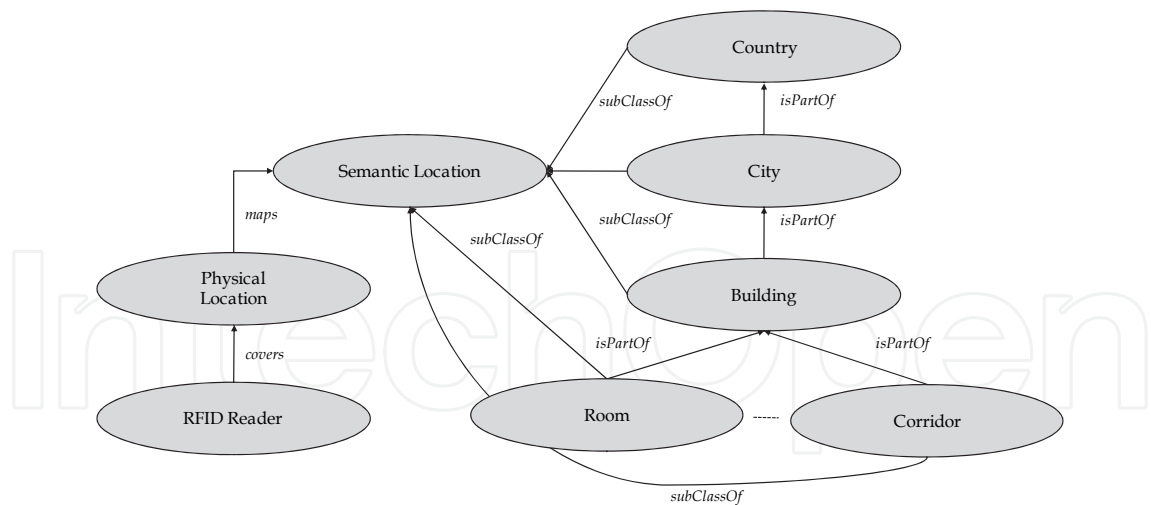 Country
subClassOf
isPartOf
Semantic Location
City
maps
subClassOf
isPartOf
subClassOf
Physical
Location
Building
isPartOf
isPartOf
covers
RFID Reader
Room
Corridor
subClassOf
IntechOpen